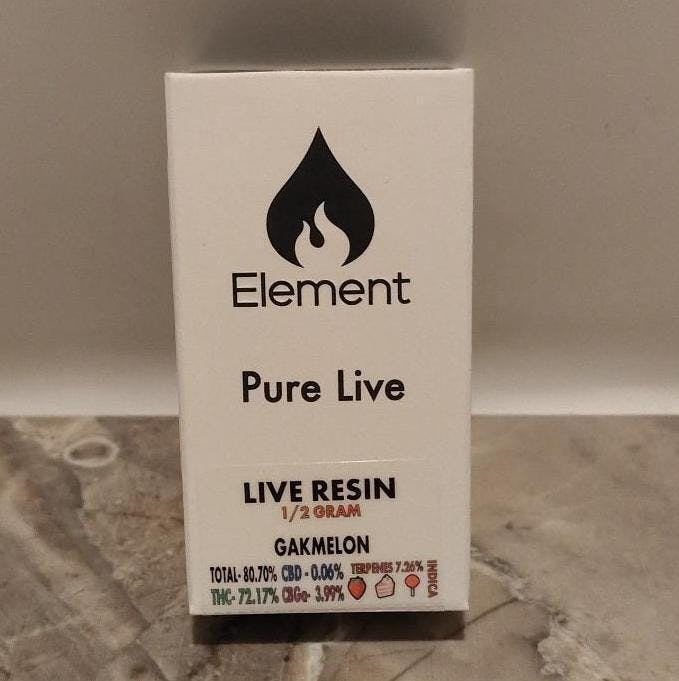 Element
Pure Live
LIVE RESIN
1/2 GRAM
GAKMELON
TOTAL- 80.70% CBD - 0.06% TERPENES 7.26%
THC- 72.17% CBGa- 3.99%
INDICA